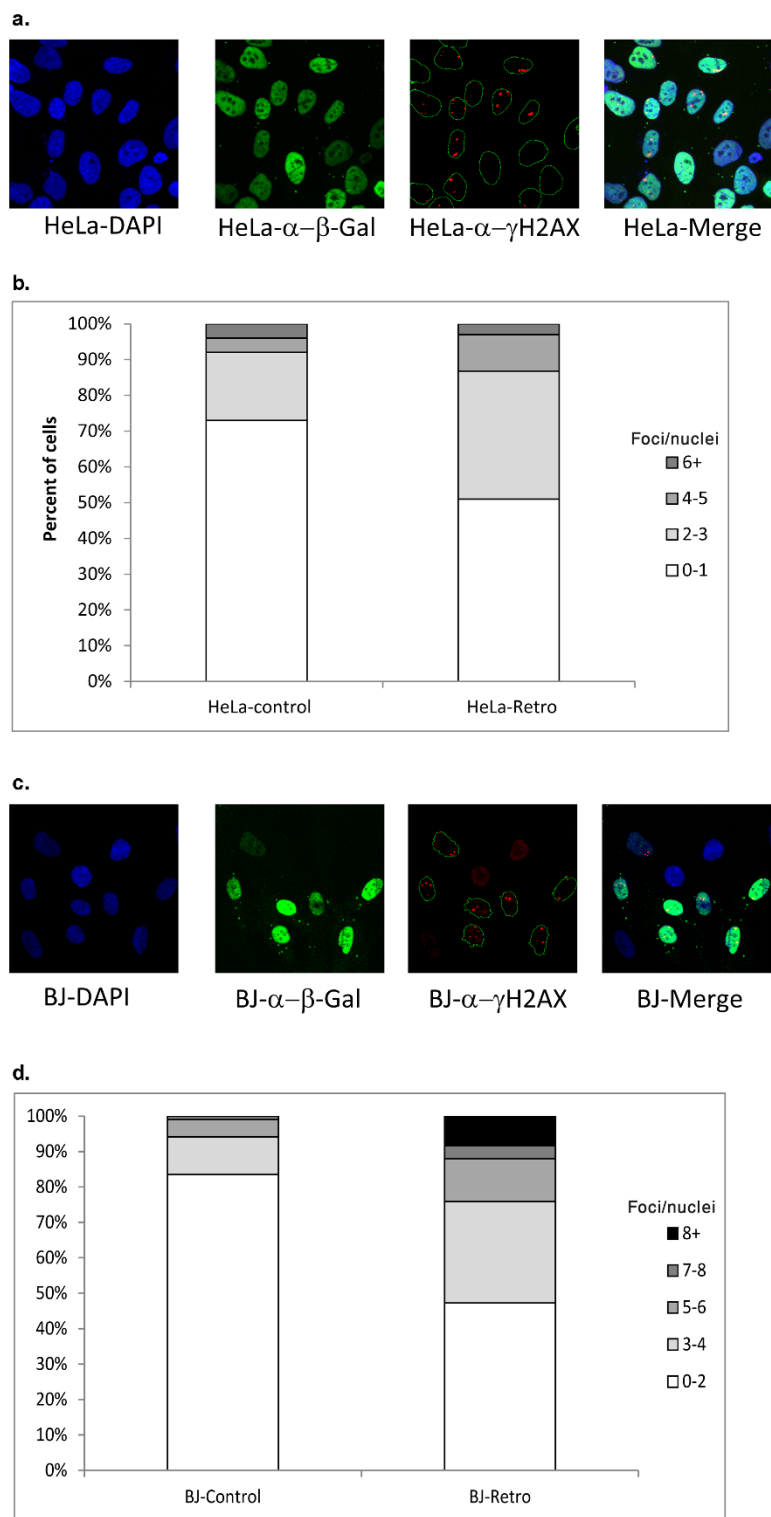 a.
HeLa-DAPI HeLa-α-β-Gal HeLa-α-γH2AX HeLa-Merge
b.
100%
90%
80%
70%
60%
50%
40%
30%
20%
10%
0%
Percent of cells
HeLa-control HeLa-Retro
Foci/nuclei
6+
4-5
2-3
0-1
c.
BJ-DAPI BJ-α-β-Gal BJ-α-γH2AX BJ-Merge
d.
100%
90%
80%
70%
60%
50%
40%
30%
20%
10%
0%
BJ-Control BJ-Retro
Foci/nuclei
8+
7-8
5-6
3-4
0-2